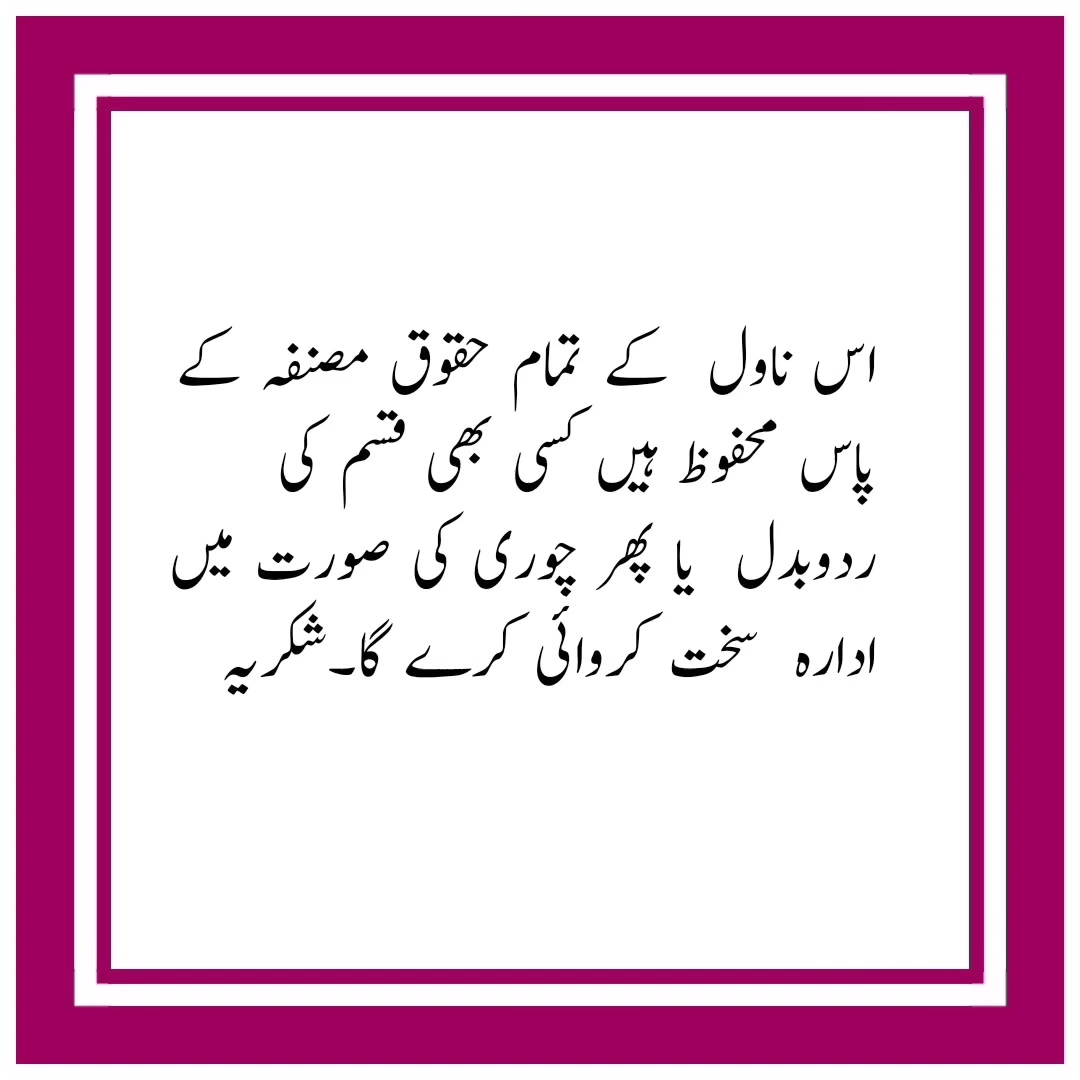 اس ناول کے تمام حقوق مصنفہ کے
پاس محفوظ ہیں کسی بھی قسم کی
ردوبدل یا پھر چوری کی صورت میں
ادارہ سخت کروائی کرے گا۔شکریہ